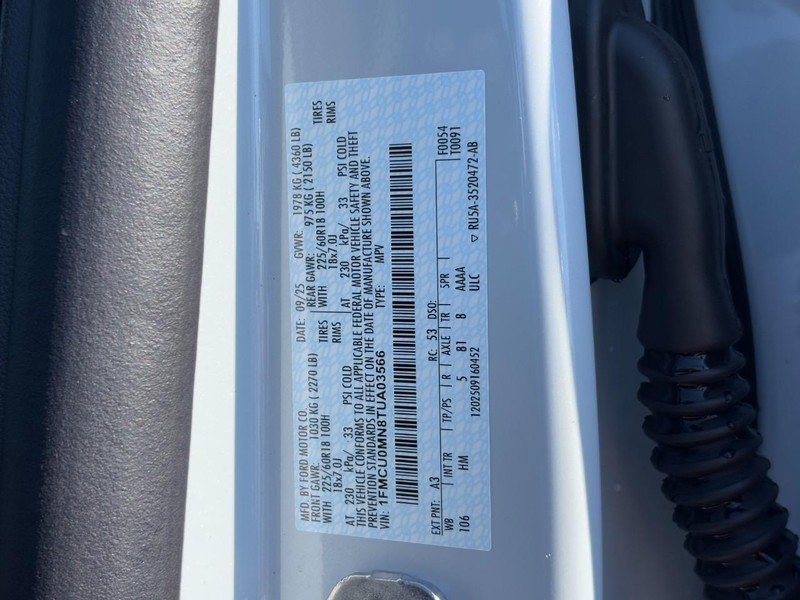 MFD. BY FORD MOTOR CO. DATE: 09/25 GVWR: 1978 KG ( 4360 LB)
FRONT GAWR: 1030 KG ( 2270 LB) REAR GAWR: 975 KG ( 2150 LB)
WITH 225/60R18 100H TIRES WITH 225/60R18 100H TIRES
18x7.0J RIMS 18x7.0J RIMS
AT 230 kPa/ 33 PSI COLD AT 230 kPa/ 33 PSI COLD
THIS VEHICLE CONFORMS TO ALL APPLICABLE FEDERAL MOTOR VEHICLE SAFETY AND THEFT
PREVENTION STANDARDS IN EFFECT ON THE DATE OF MANUFACTURE SHOWN ABOVE.
VIN: 1FMCU0MN8TUA03566 TYPE: MPV
EXT PNT: A3 RC: 53 DSO: F0054
WB INT TR TP/PS R AXLE TR SPR T0091
106 HM 5 B1 B AAAA
1202509160452 ULC ▽ RU5A-3520472-AB